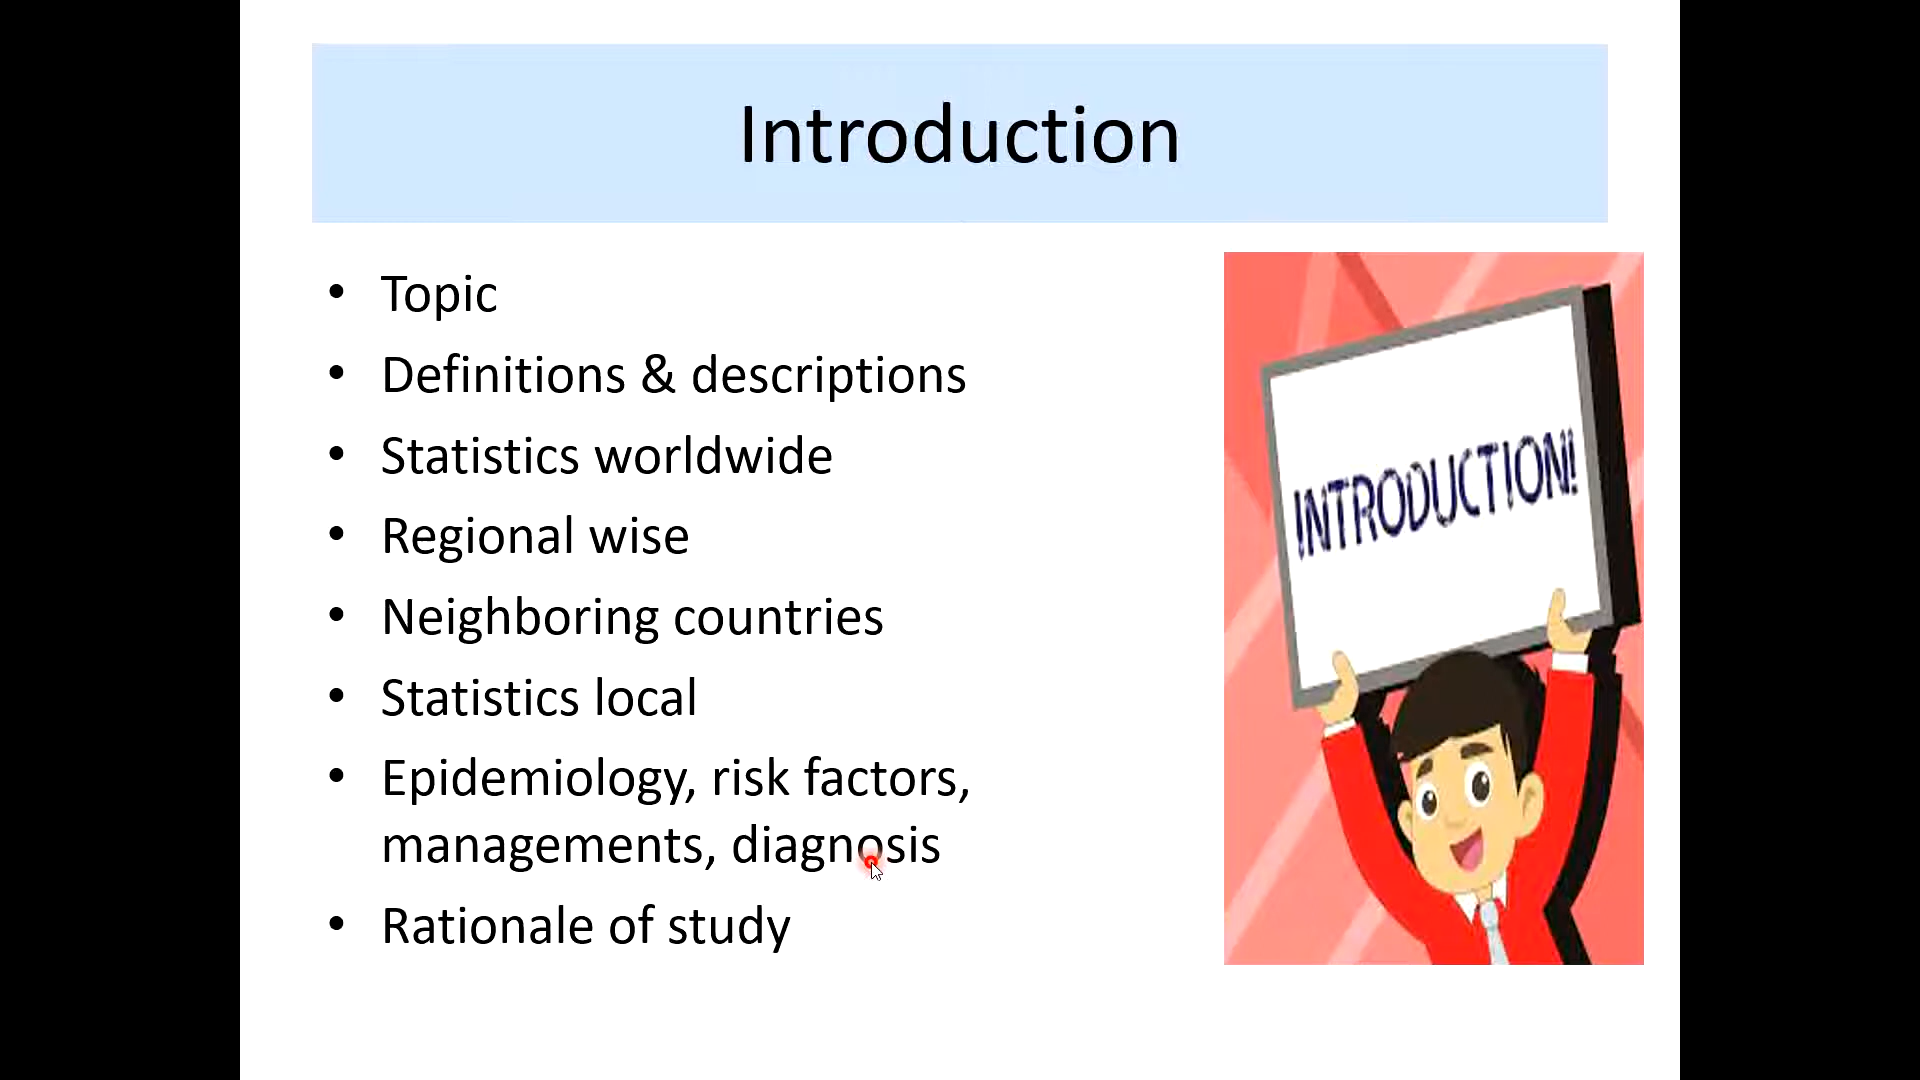 Introduction
• Topic
• Definitions & descriptions
• Statistics worldwide
• Regional wise
• Neighboring countries
• Statistics local
• Epidemiology, risk factors,
managements, diagnosis
• Rationale of study
INTRODUCTION!